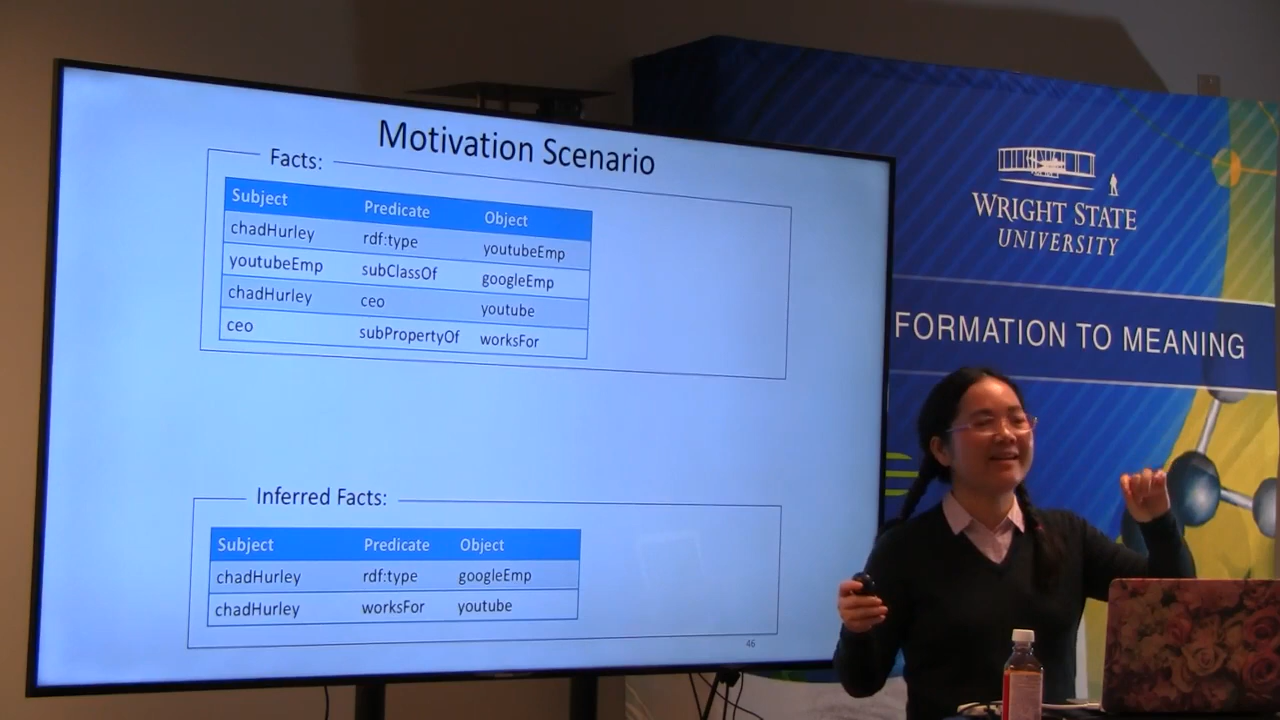 Motivation Scenario
Facts:
Subject Predicate Object
chadHurley rdf:type youtubeEmp
youtubeEmp subClassOf googleEmp
chadHurley ceo youtube
ceo subPropertyOf worksFor
Inferred Facts:
Subject Predicate Object
chadHurley rdf:type googleEmp
chadHurley worksFor youtube
46
WRIGHT STATE
UNIVERSITY
FORMATION TO MEANING